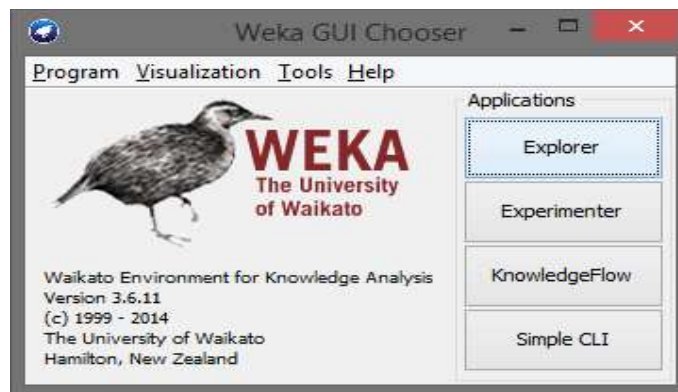 Weka GUI Chooser
Program Visualization Tools Help
WEKA
The University
of Waikato
Waikato Environment for Knowledge Analysis
Version 3.6.11
(c) 1999 - 2014
The University of Waikato
Hamilton, New Zealand
Applications
Explorer
Experimenter
KnowledgeFlow
Simple CLI